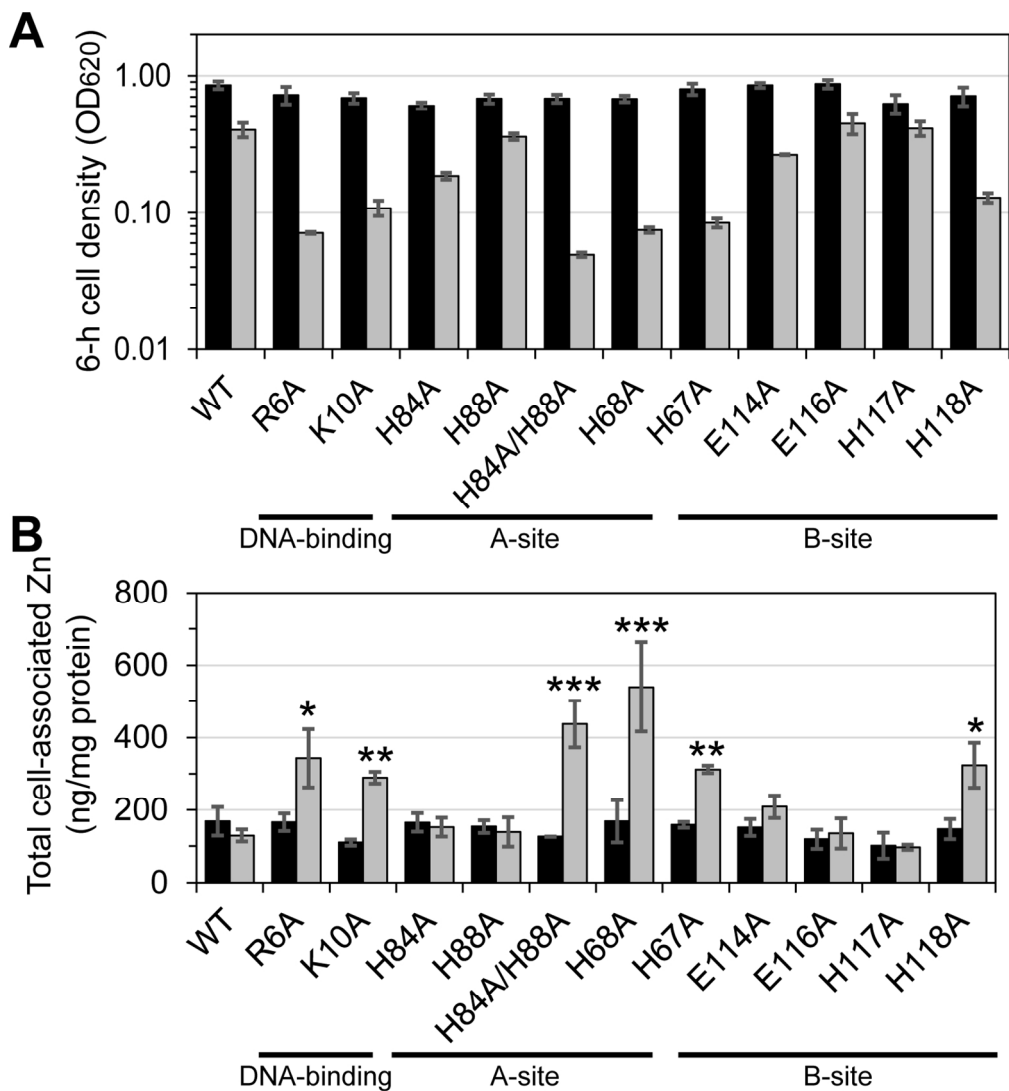 A
6-h cell density (OD620)
1.00
0.10
0.01
WT
R6A
K10A
H84A
H88A
H84A/H88A
H68A
H67A
E114A
E116A
H117A
H118A
DNA-binding
A-site
B-site
B
Total cell-associated Zn
(ng/mg protein)
800
600
400
200
0
*
**
***
***
**
*
WT
R6A
K10A
H84A
H88A
H84A/H88A
H68A
H67A
E114A
E116A
H117A
H118A
DNA-binding
A-site
B-site